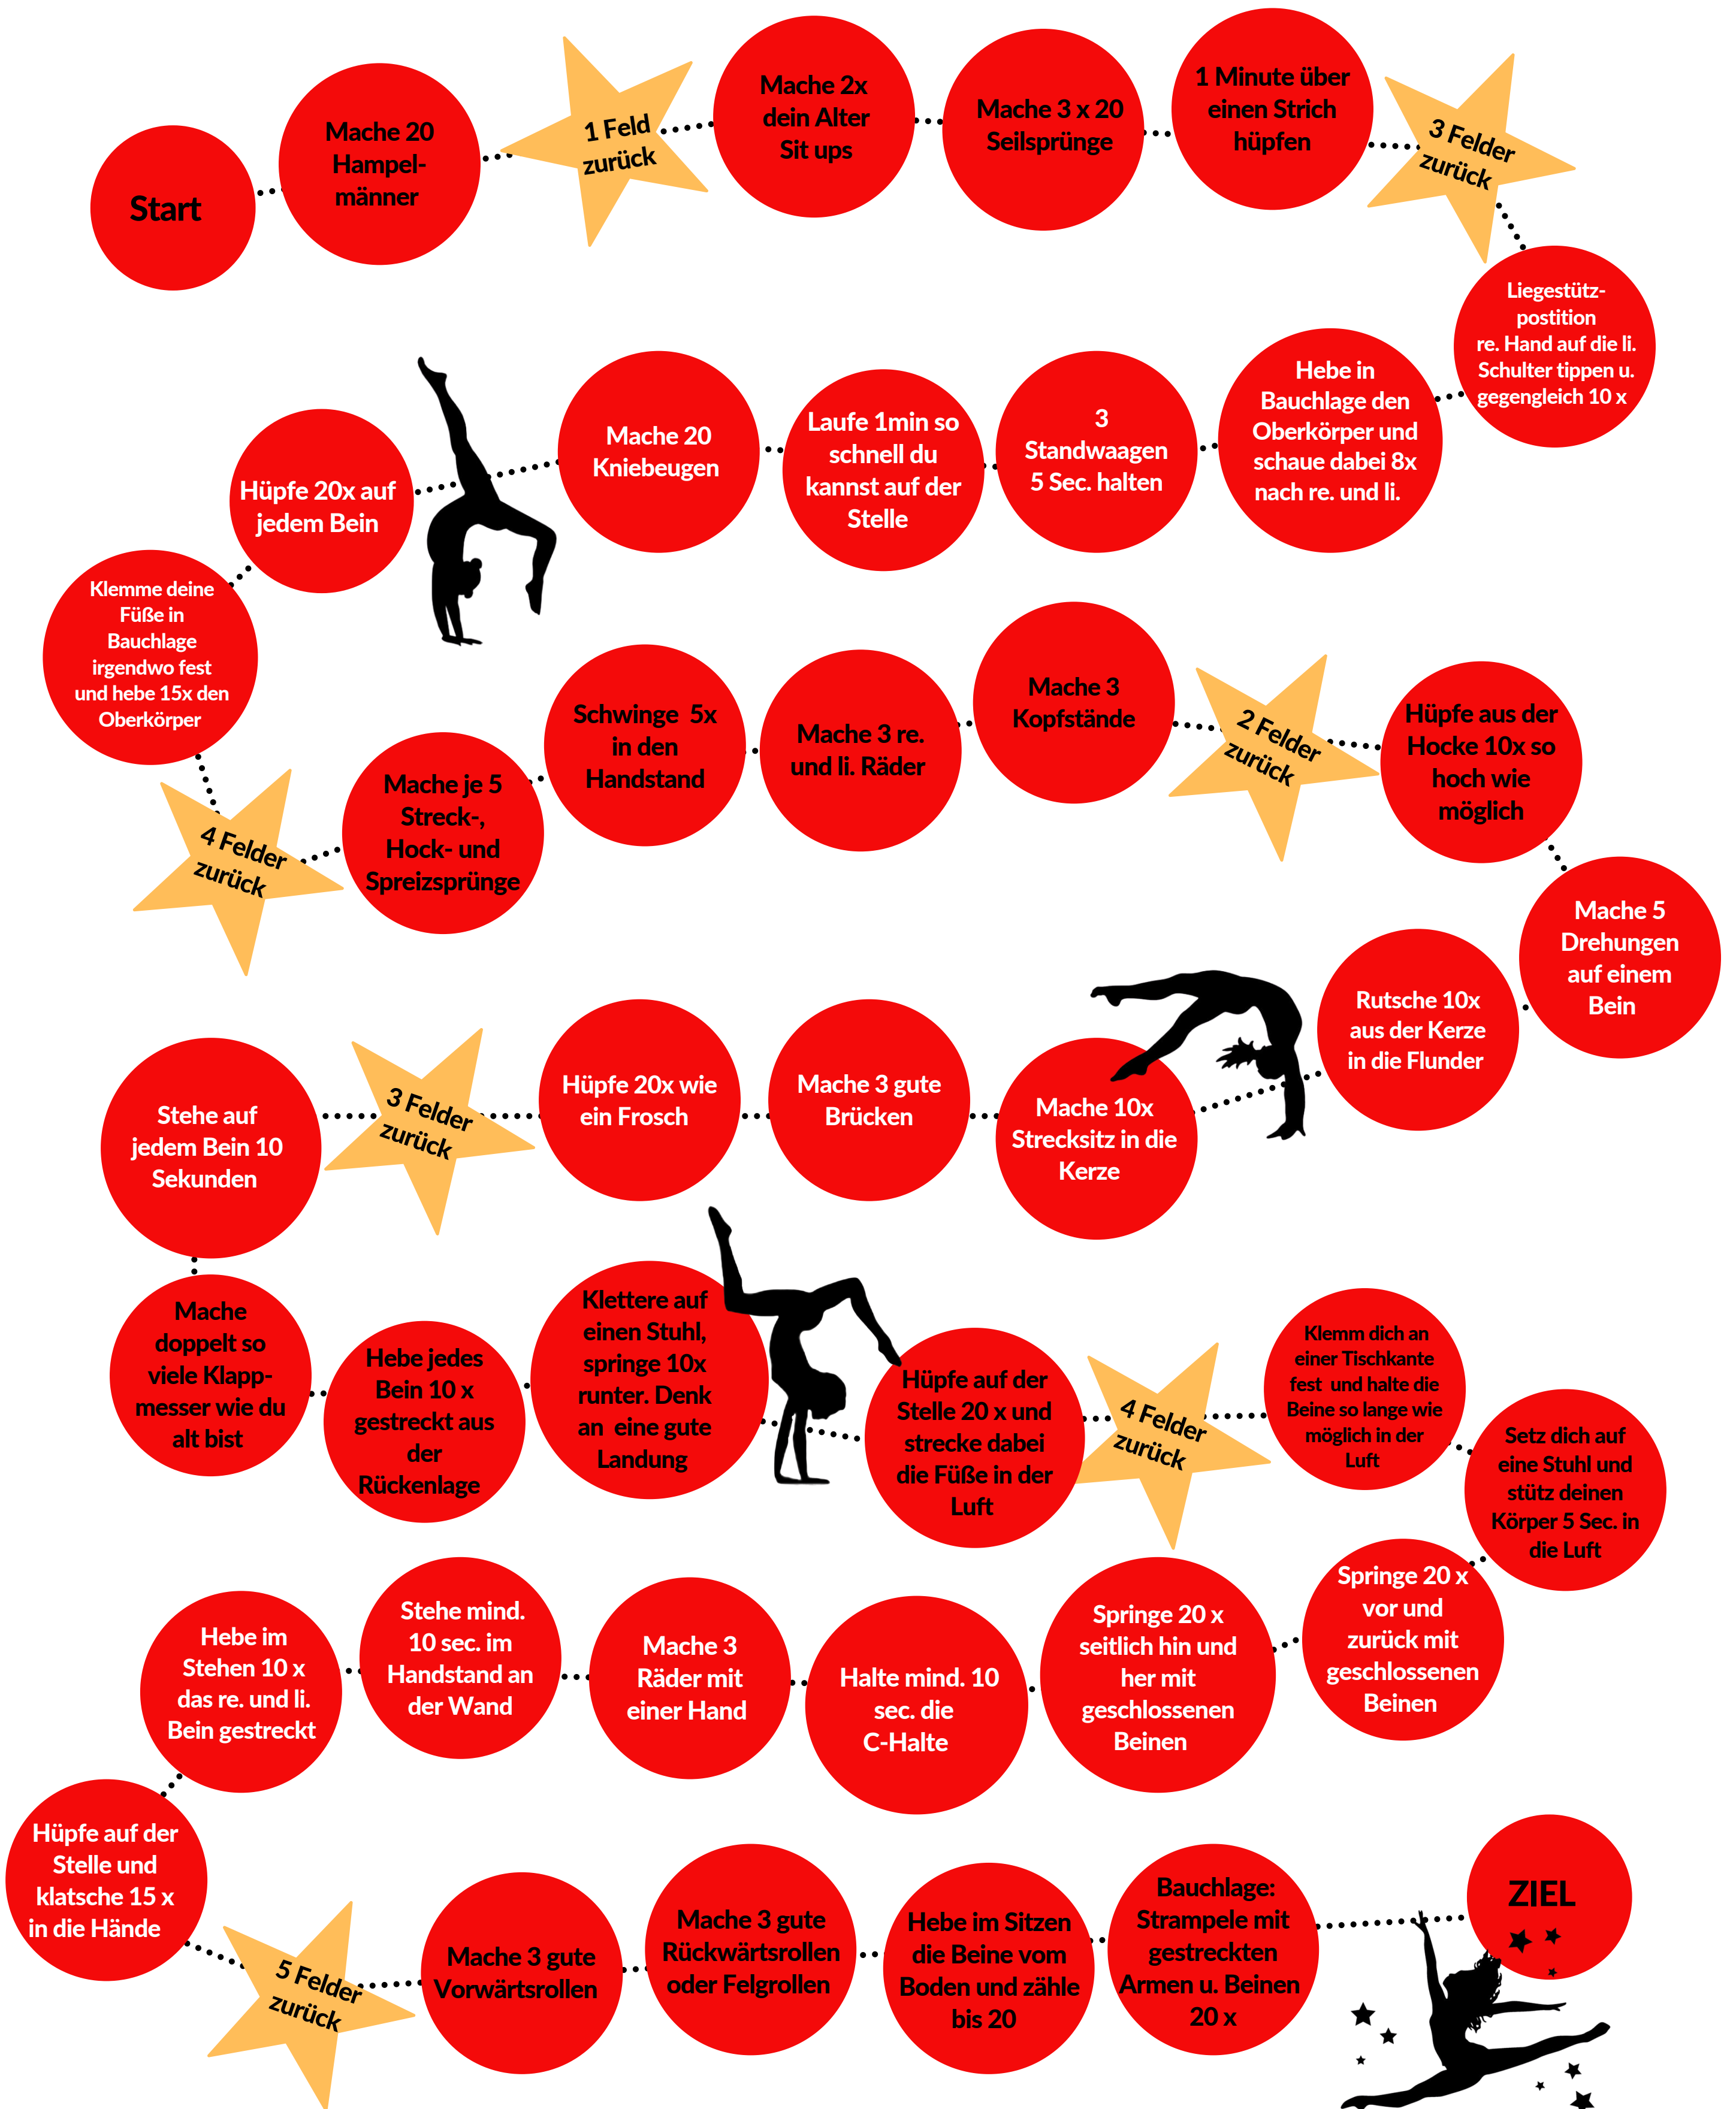 Start
Mache 20
Hampel-
männer
1 Feld
zurück
Mache 2x
dein Alter
Sit ups
Mache 3 x 20
Seilsprünge
1 Minute über
einen Strich
hüpfen
3 Felder
zurück
Liegestütz-
postition
re. Hand auf die li.
Schulter tippen u.
gegengleich 10 x
Hebe in
Bauchlage den
Oberkörper und
schaue dabei 8x
nach re. und li.
3
Standwaagen
5 Sec. halten
Laufe 1min so
schnell du
kannst auf der
Stelle
Mache 20
Kniebeugen
Hüpfe 20x auf
jedem Bein
Klemme deine
Füße in
Bauchlage
irgendwo fest
und hebe 15x den
Oberkörper
4 Felder
zurück
Mache je 5
Streck-,
Hock- und
Spreizsprünge
Schwinge 5x
in den
Handstand
Mache 3 re.
und li. Räder
Mache 3
Kopfstände
2 Felder
zurück
Hüpfe aus der
Hocke 10x so
hoch wie
möglich
Mache 5
Drehungen
auf einem
Bein
Rutsche 10x
aus der Kerze
in die Flunder
Mache 10x
Strecksitz in die
Kerze
Mache 3 gute
Brücken
Hüpfe 20x wie
ein Frosch
3 Felder
zurück
Stehe auf
jedem Bein 10
Sekunden
Mache
doppelt so
viele Klapp-
messer wie du
alt bist
Hebe jedes
Bein 10 x
gestreckt aus
der
Rückenlage
Klettere auf
einen Stuhl,
springe 10x
runter. Denk
an eine gute
Landung
Hüpfe auf der
Stelle 20 x und
strecke dabei
die Füße in der
Luft
4 Felder
zurück
Klemm dich an
einer Tischkante
fest und halte die
Beine so lange wie
möglich in der
Luft
Setz dich auf
eine Stuhl und
stütz deinen
Körper 5 Sec. in
die Luft
Springe 20 x
vor und
zurück mit
geschlossenen
Beinen
Springe 20 x
seitlich hin und
her mit
geschlossenen
Beinen
Halte mind. 10
sec. die
C-Halte
Mache 3
Räder mit
einer Hand
Stehe mind.
10 sec. im
Handstand an
der Wand
Hebe im
Stehen 10 x
das re. und li.
Bein gestreckt
Hüpfe auf der
Stelle und
klatsche 15 x
in die Hände
5 Felder
zurück
Mache 3 gute
Vorwärtsrollen
Mache 3 gute
Rückwärtsrollen
oder Felgrollen
Hebe im Sitzen
die Beine vom
Boden und zähle
bis 20
Bauchlage:
Strampele mit
gestreckten
Armen u. Beinen
20 x
ZIEL